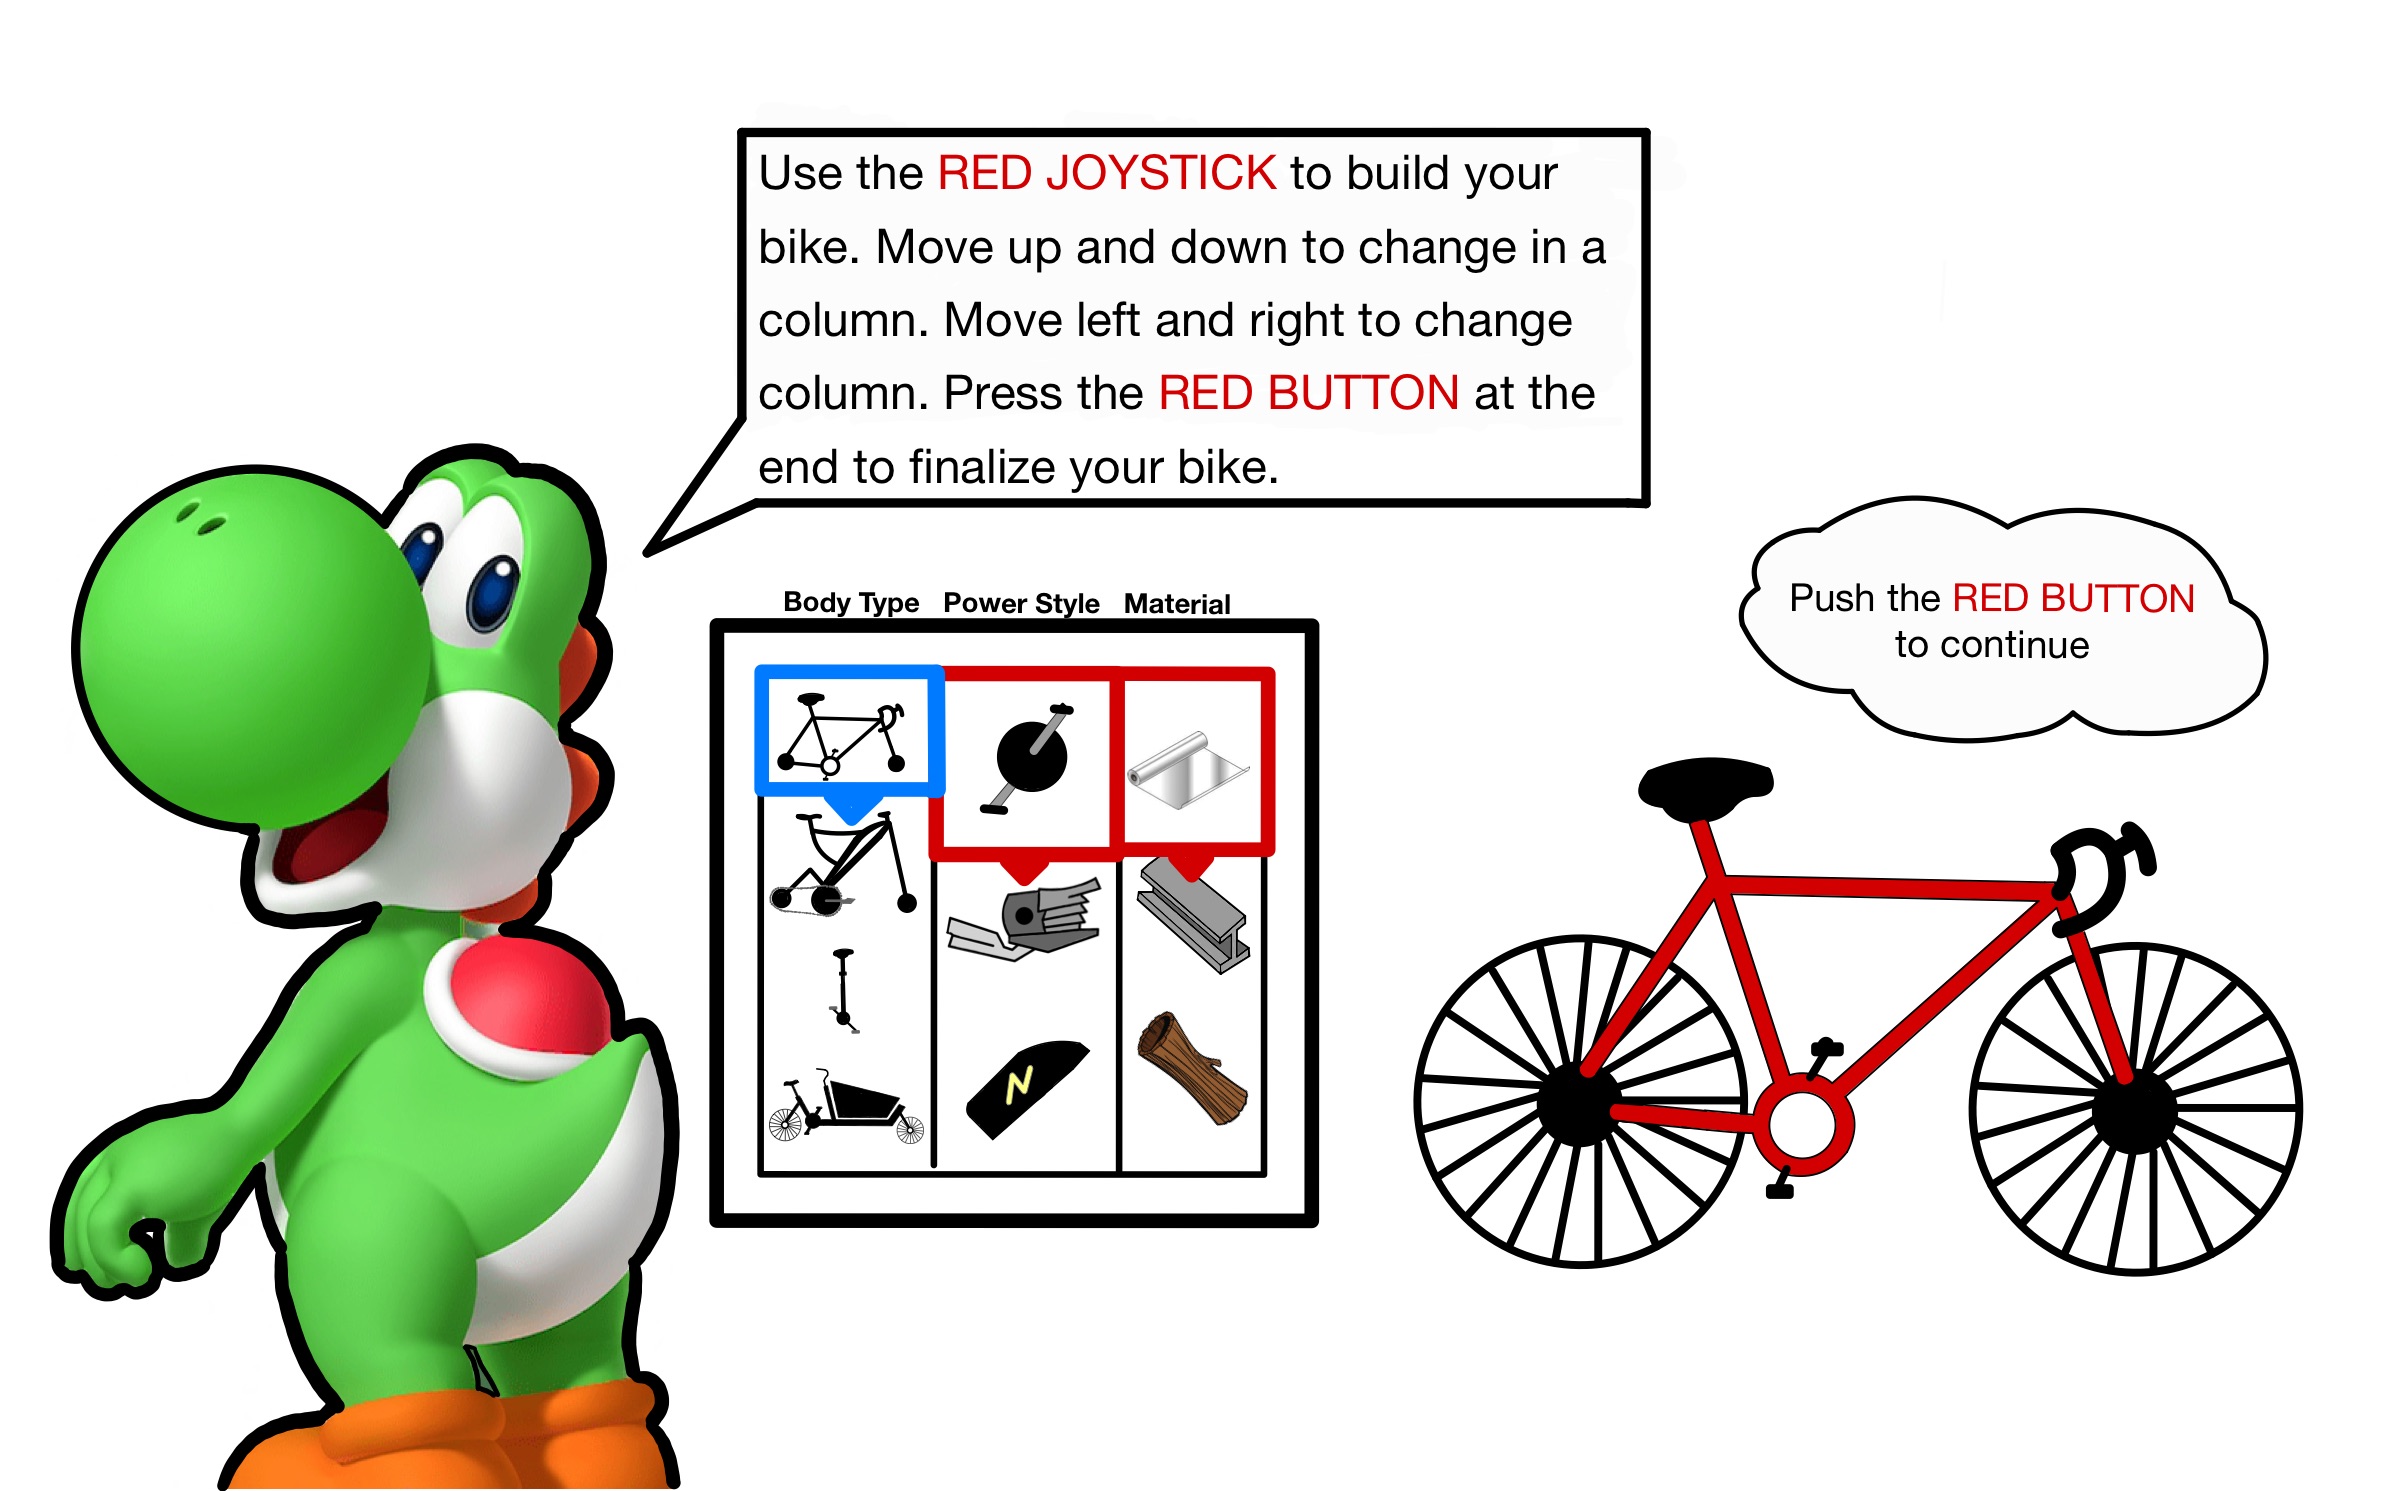 Use the RED JOYSTICK to build your
bike. Move up and down to change in a
column. Move left and right to change
column. Press the RED BUTTON at the
end to finalize your bike.
Push the RED BUTTON
to continue
Body Type Power Style Material